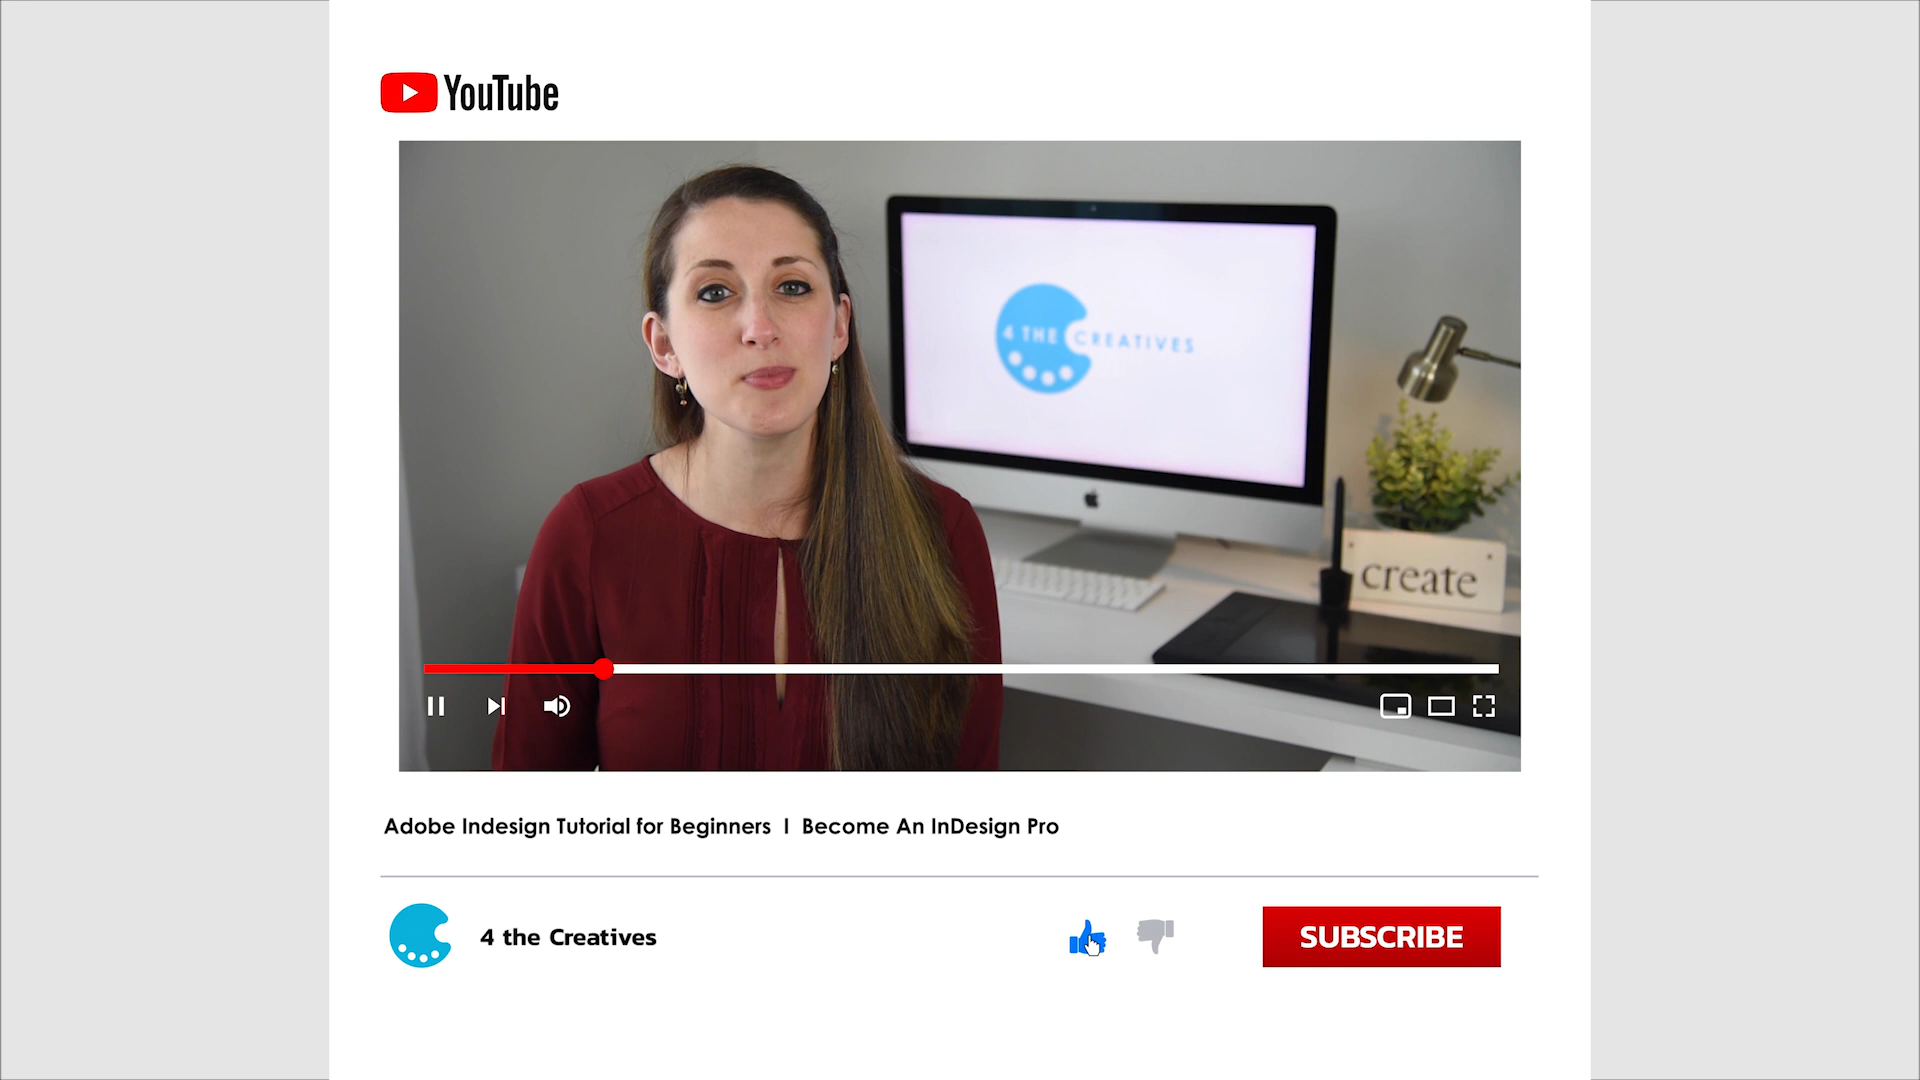 YouTube
4 THE CREATIVES
create
Adobe Indesign Tutorial for Beginners I Become An InDesign Pro
4 the Creatives
SUBSCRIBE